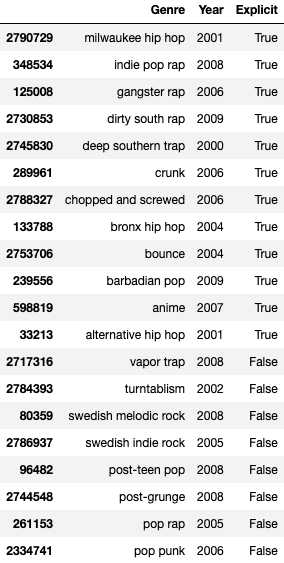 Genre Year Explicit
2790729 milwaukee hip hop 2001 True
348534 indie pop rap 2008 True
125008 gangster rap 2006 True
2730853 dirty south rap 2009 True
2745830 deep southern trap 2000 True
289961 crunk 2006 True
2788327 chopped and screwed 2006 True
133788 bronx hip hop 2004 True
2753706 bounce 2004 True
239556 barbadian pop 2009 True
598819 anime 2007 True
33213 alternative hip hop 2001 True
2717316 vapor trap 2008 False
2784393 turntablism 2002 False
80359 swedish melodic rock 2008 False
2786937 swedish indie rock 2005 False
96482 post-teen pop 2008 False
2744548 post-grunge 2008 False
261153 pop rap 2005 False
2334741 pop punk 2006 False